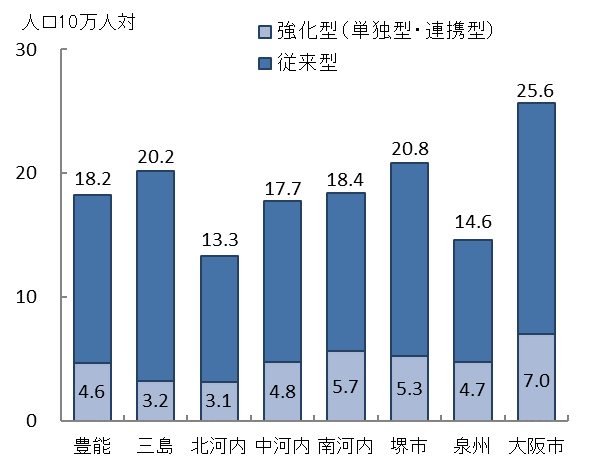 人口10万人対
強化型(単独型・連携型)
従来型
30
20
10
0
18.2
20.2
13.3
17.7
18.4
20.8
14.6
25.6
4.6
3.2
3.1
4.8
5.7
5.3
4.7
7.0
豊能
三島
北河内
中河内
南河内
堺市
泉州
大阪市